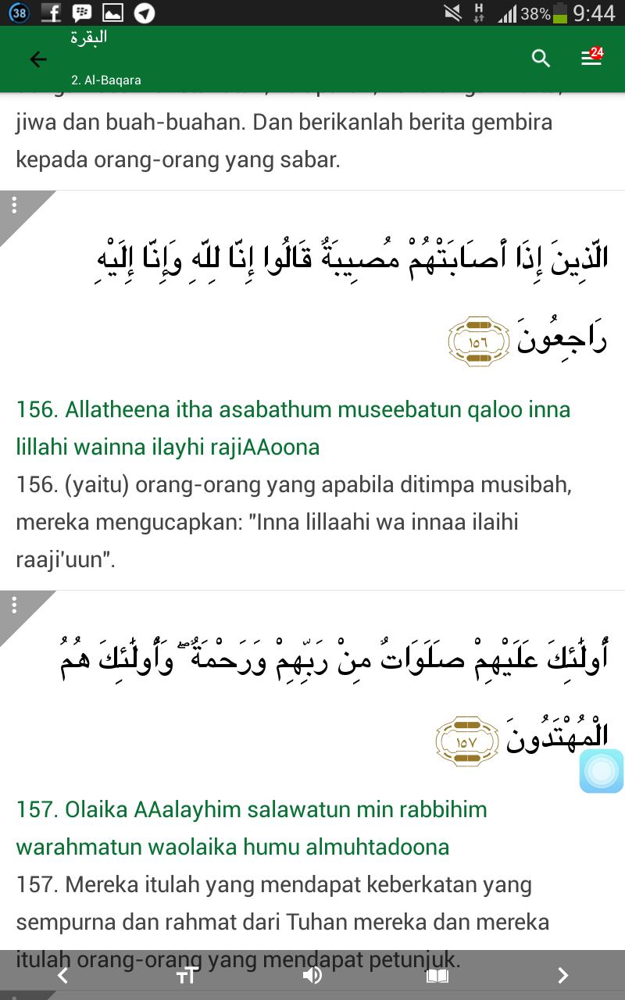 38
H
38%
9:44
البقرة
2. Al-Baqara
24
jiwa dan buah-buahan. Dan berikanlah berita gembira
kepada orang-orang yang sabar.
الَّذِينَ إِذَا أَصَابَتْهُمْ مُصِيبَةٌ قَالُوا إِنَّا لِلَّهِ وَإِنَّا إِلَيْهِ
رَاجِعُونَ ١٥٦
156. Allatheena itha asabathum museebatun qaloo inna
lillahi wainna ilayhi rajiAAoona
156. (yaitu) orang-orang yang apabila ditimpa musibah,
mereka mengucapkan: "Inna lillaahi wa innaa ilaihi
raaji'uun".
أُولَٰئِكَ عَلَيْهِمْ صَلَوَاتٌ مِنْ رَبِّهِمْ وَرَحْمَةٌ ۖ وَأُولَٰئِكَ هُمُ
الْمُهْتَدُونَ ١٥٧
157. Olaika AAalayhim salawatun min rabbihim
warahmatun waolaika humu almuhtadoona
157. Mereka itulah yang mendapat keberkatan yang
sempurna dan rahmat dari Tuhan mereka dan mereka
itulah orang-orang yang mendapat petunjuk.